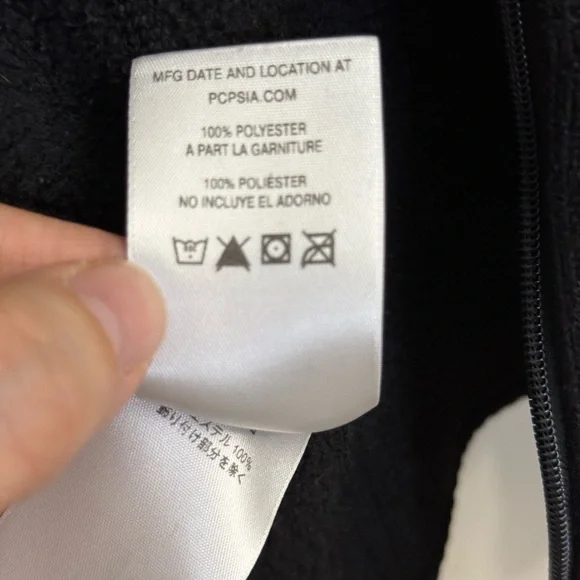 MFG DATE AND LOCATION AT
PCPSIA.COM
100% POLYESTER
A PART LA GARNITURE
100% POLIÉSTER
NO INCLUYE EL ADORNO
ステル 100%
飾り付け部分を除く